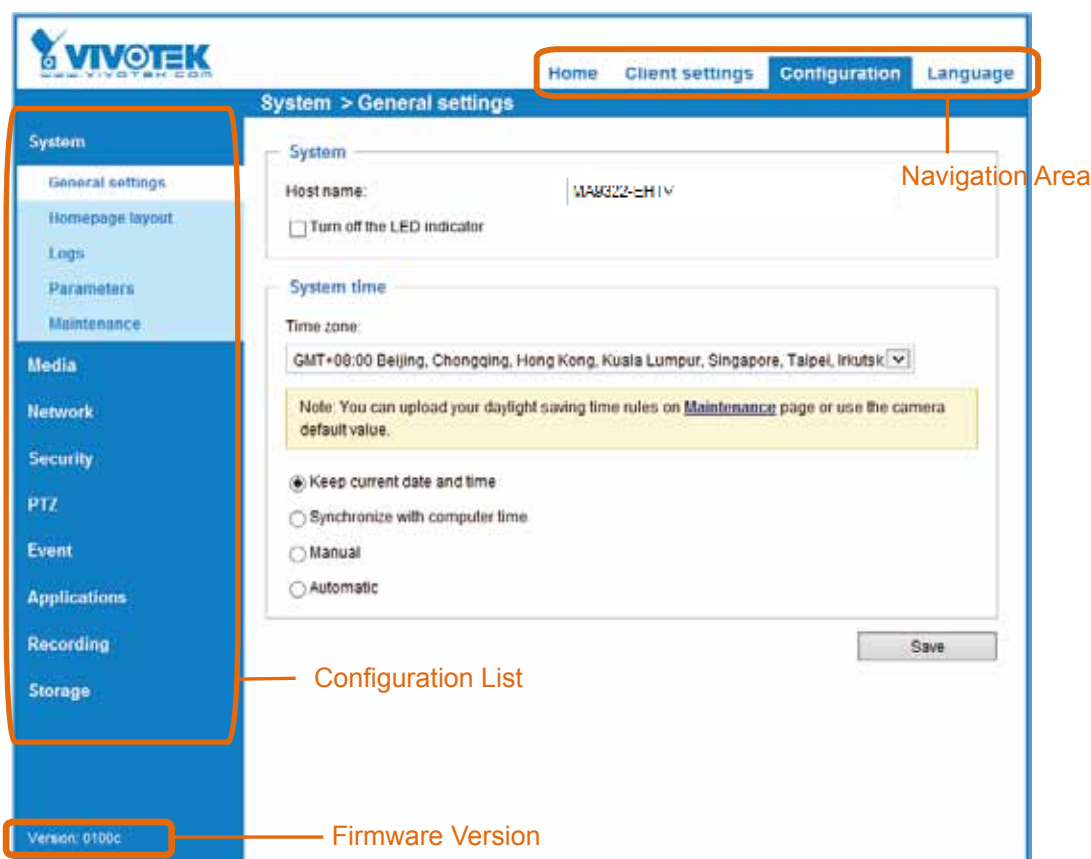 VIVOTEK
www.vivotek.com
Home Client settings Configuration Language
System > General settings
Navigation Area
System
General settings
Homepage layout
Logs
Parameters
Maintenance
Media
Network
Security
PTZ
Event
Applications
Recording
Storage
Configuration List
Version: 0100c
Firmware Version
System
Host name: MA9322-EHTV
Turn off the LED indicator
System time
Time zone:
GMT+08:00 Beijing, Chongqing, Hong Kong, Kuala Lumpur, Singapore, Taipei, Irkutsk
Note: You can upload your daylight saving time rules on Maintenance page or use the camera
default value.
Keep current date and time
Synchronize with computer time
Manual
Automatic
Save